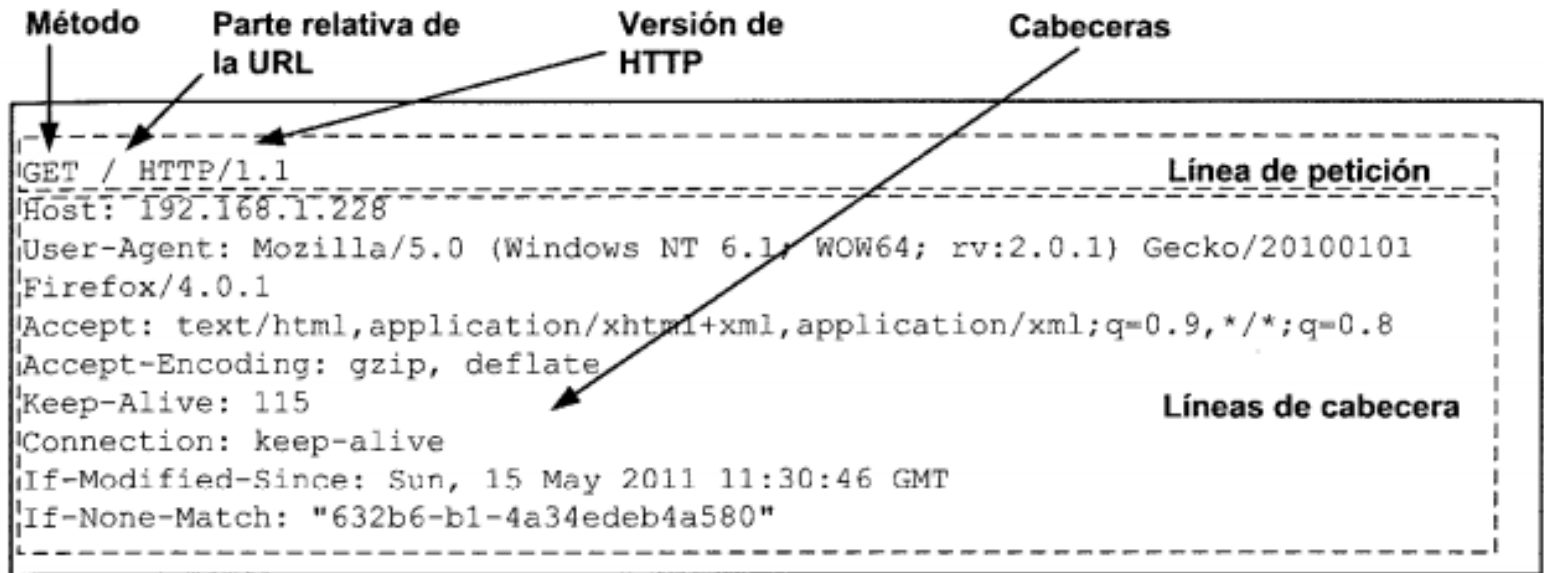 Método Parte relativa de la URL Versión de HTTP Cabeceras
GET / HTTP/1.1 Línea de petición
Host: 192.168.1.228
User-Agent: Mozilla/5.0 (Windows NT 6.1; WOW64; rv:2.0.1) Gecko/20100101
Firefox/4.0.1
Accept: text/html,application/xhtml+xml,application/xml;q=0.9,*/*;q=0.8
Accept-Encoding: gzip, deflate
Keep-Alive: 115 Líneas de cabecera
Connection: keep-alive
If-Modified-Since: Sun, 15 May 2011 11:30:46 GMT
If-None-Match: "632b6-b1-4a34edeb4a580"